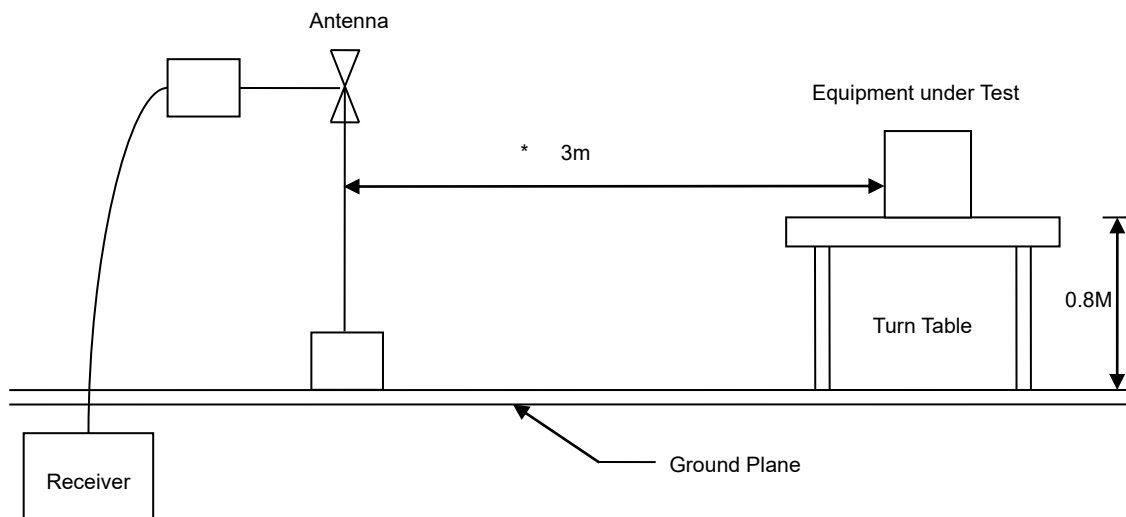 Antenna
Equipment under Test
* 3m
0.8M
Turn Table
Ground Plane
Receiver